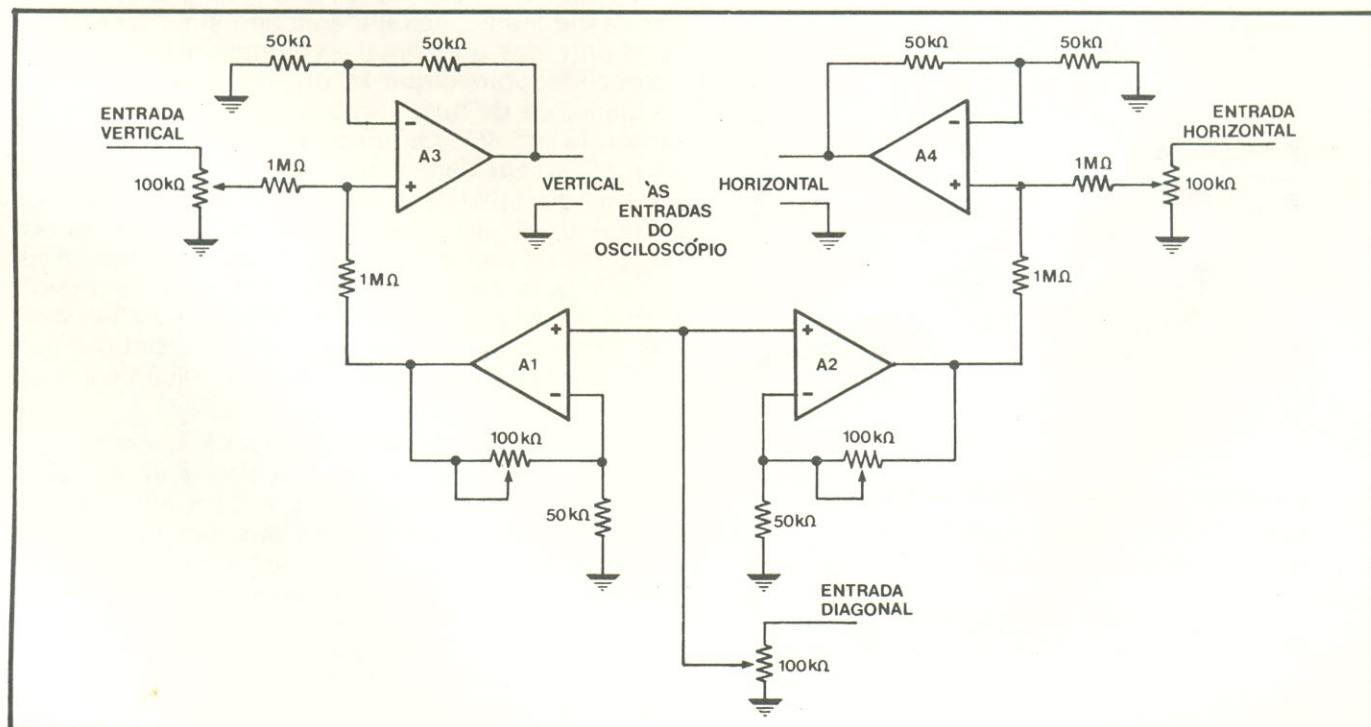 50kΩ
50kΩ
50kΩ
50kΩ
ENTRADA
VERTICAL
100kΩ
1MΩ
-
+
A3
VERTICAL
`AS
ENTRADAS
DO
OSCILOSCÓPIO
HORIZONTAL
A4
-
+
1MΩ
ENTRADA
HORIZONTAL
100kΩ
1MΩ
1MΩ
A1
+
-
+
-
A2
100kΩ
100kΩ
50kΩ
50kΩ
ENTRADA
DIAGONAL
100kΩ